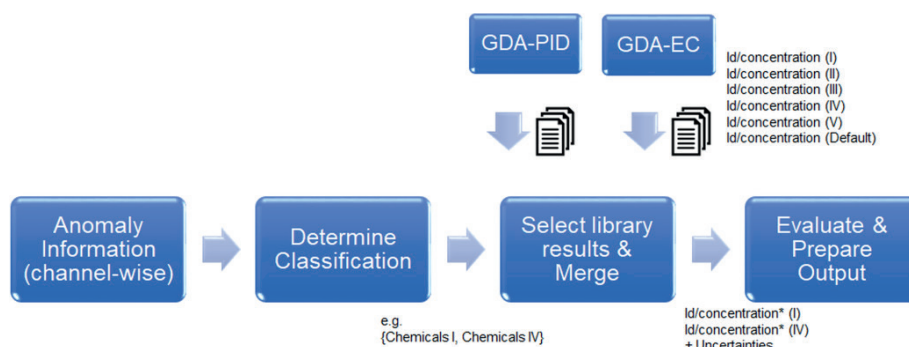 GDA-PID
GDA-EC
Id/concentration (I)
Id/concentration (II)
Id/concentration (III)
Id/concentration (IV)
Id/concentration (V)
Id/concentration (Default)
Anomaly
Information
(channel-wise)
Determine
Classification
Select library
results &
Merge
Evaluate &
Prepare
Output
e.g.
{Chemicals I, Chemicals IV}
Id/concentration* (I)
Id/concentration* (IV)
+ Uncertainties